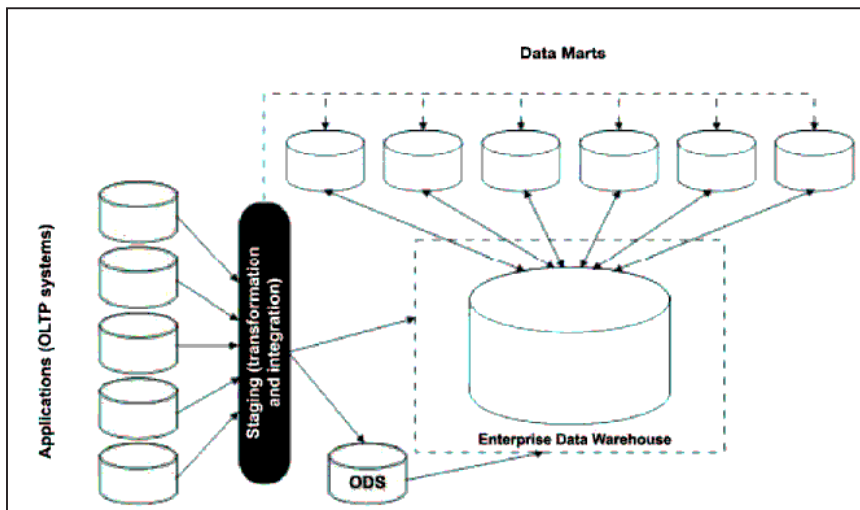 Data Marts
Applications (OLTP systems)
Staging (transformation
and integration)
Enterprise Data Warehouse
ODS